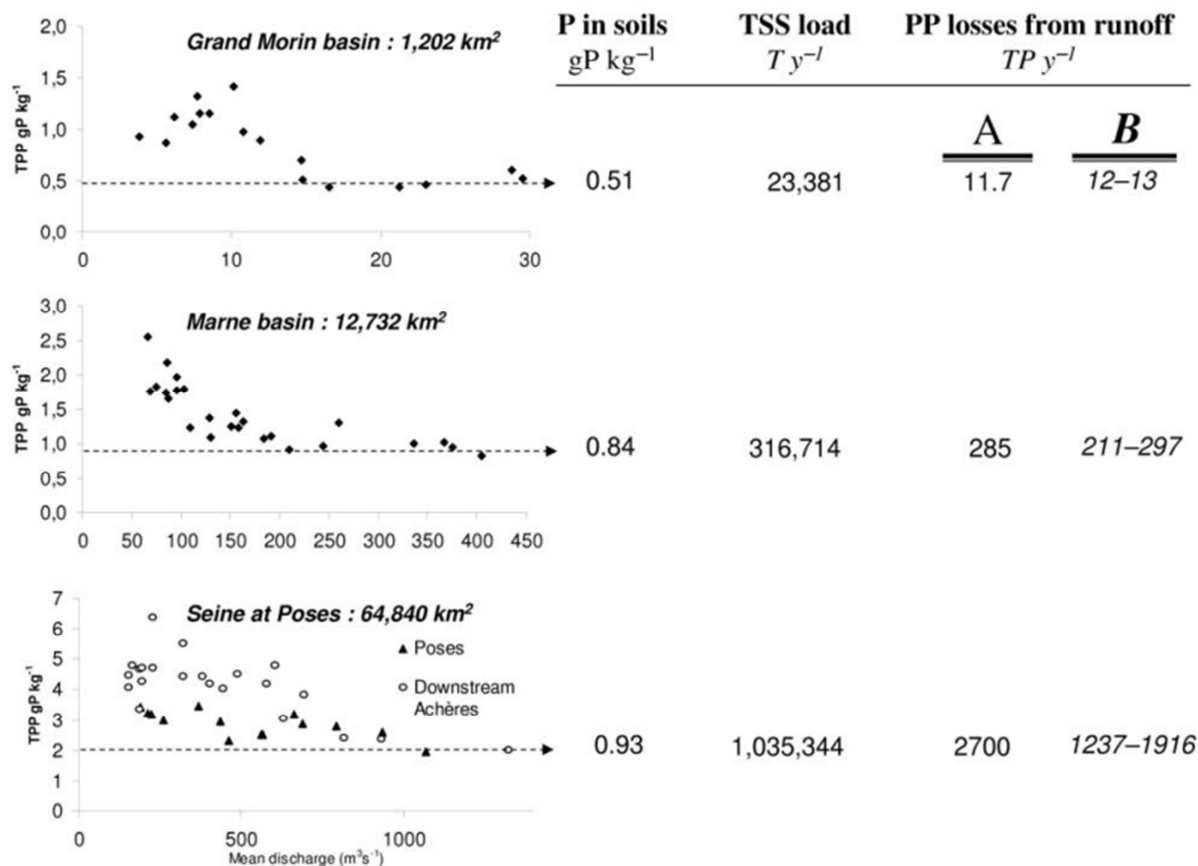 P in soils TSS load PP losses from runoff
gP kg⁻¹ T y⁻¹ TP y⁻¹
A B
Grand Morin basin : 1,202 km²
TPP gP kg⁻¹
2,0
1,5
1,0
0,5
0,0
0 10 20 30
0.51 23,381 11.7 12–13
Marne basin : 12,732 km²
TPP gP kg⁻¹
3,0
2,5
2,0
1,5
1,0
0,5
0,0
0 50 100 150 200 250 300 350 400 450
0.84 316,714 285 211–297
Seine at Poses : 64,840 km²
Poses
Downstream
Achères
TPP gP kg⁻¹
7
6
5
4
3
2
1
0
0 500 1000
Mean discharge (m³s⁻¹)
0.93 1,035,344 2700 1237–1916